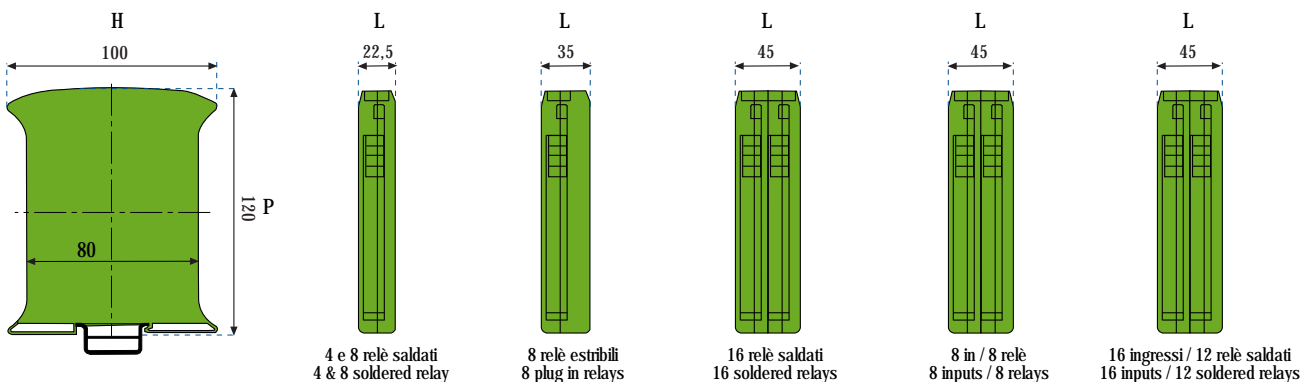 H
100
120
P
80
L
22,5
4 e 8 relè saldati
4 & 8 soldered relay
L
35
8 relè estribili
8 plug in relays
L
45
16 relè saldati
16 soldered relays
L
45
8 in / 8 relè
8 inputs / 8 relays
L
45
16 ingressi / 12 relè saldati
16 inputs / 12 soldered relays